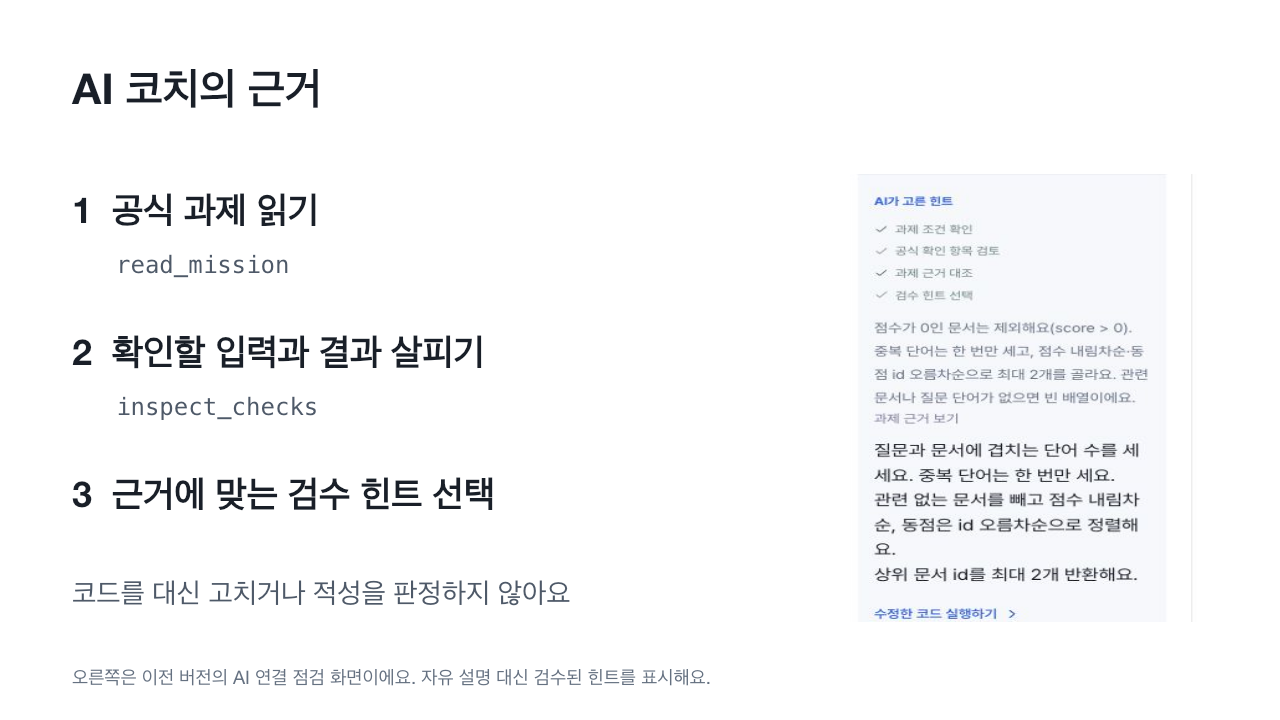 AI 코치의 근거
1 공식 과제 읽기
read_mission
2 확인할 입력과 결과 살피기
inspect_checks
3 근거에 맞는 검수 힌트 선택
코드를 대신 고치거나 적성을 판정하지 않아요
오른쪽은 이전 버전의 AI 연결 점검 화면이에요. 자유 설명 대신 검수된 힌트를 표시해요.
AI가 고른 힌트
과제 조건 확인
공식 확인 항목 검토
과제 근거 대조
검수 힌트 선택
점수가 0인 문서는 제외해요(score > 0).
중복 단어는 한 번만 세고, 점수 내림차순·동
점 id 오름차순으로 최대 2개를 골라요. 관련
문서나 질문 단어가 없으면 빈 배열이에요.
과제 근거 보기
질문과 문서에 겹치는 단어 수를 세
세요. 중복 단어는 한 번만 세요.
관련 없는 문서를 빼고 점수 내림차
순, 동점은 id 오름차순으로 정렬해
요.
상위 문서 id를 최대 2개 반환해요.
수정한 코드 실행하기 >